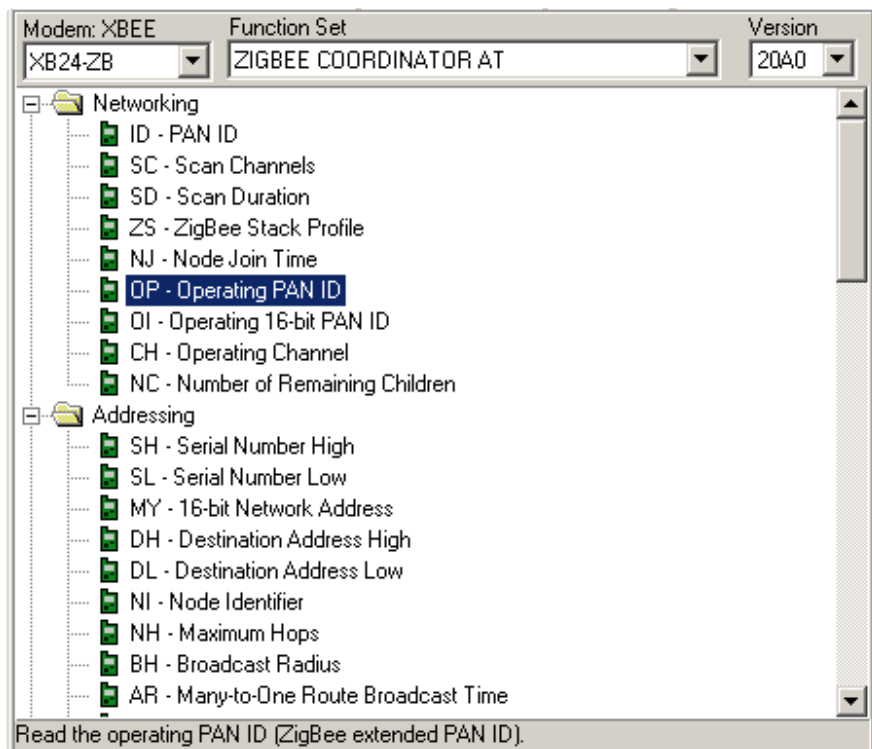 Modem: XBEE Function Set Version
XB24-ZB ZIGBEE COORDINATOR AT 20A0
Networking
ID - PAN ID
SC - Scan Channels
SD - Scan Duration
ZS - ZigBee Stack Profile
NJ - Node Join Time
OP - Operating PAN ID
OI - Operating 16-bit PAN ID
CH - Operating Channel
NC - Number of Remaining Children
Addressing
SH - Serial Number High
SL - Serial Number Low
MY - 16-bit Network Address
DH - Destination Address High
DL - Destination Address Low
NI - Node Identifier
NH - Maximum Hops
BH - Broadcast Radius
AR - Many-to-One Route Broadcast Time
Read the operating PAN ID (ZigBee extended PAN ID).